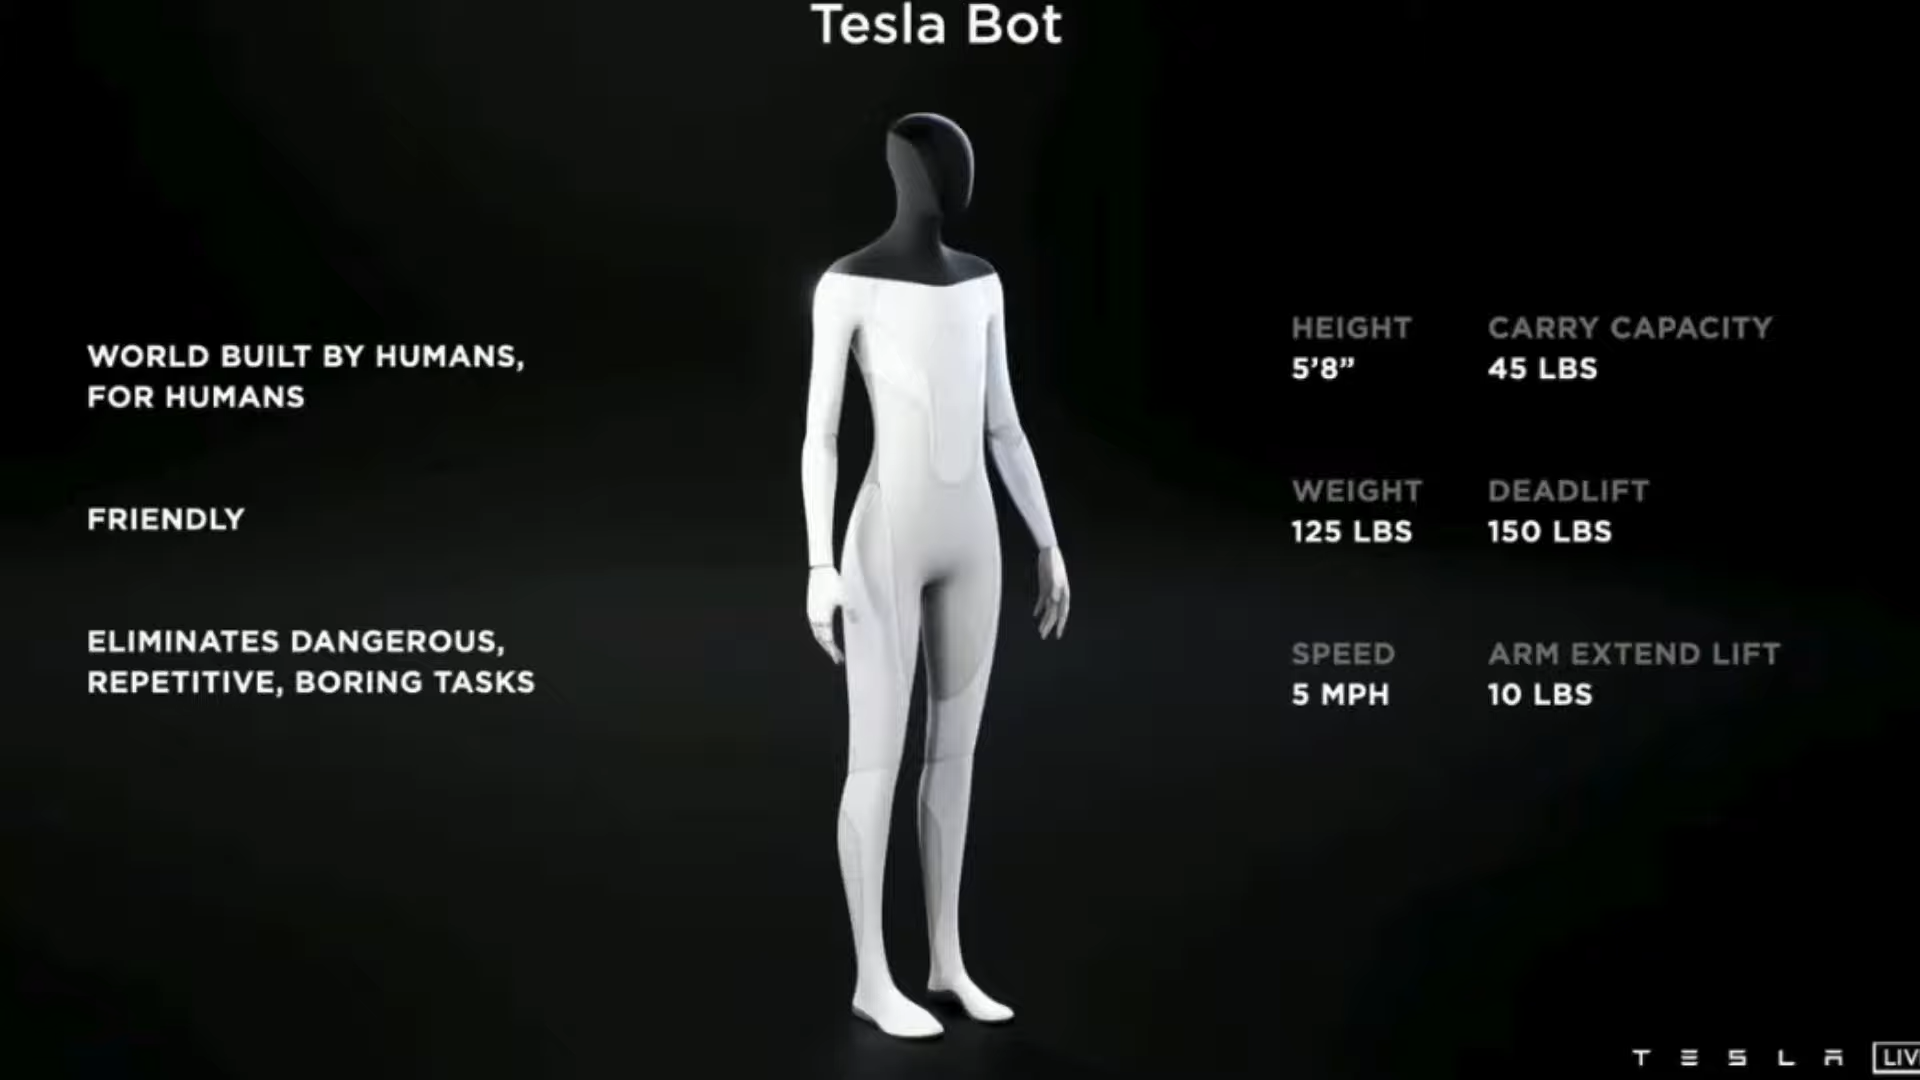 Tesla Bot
WORLD BUILT BY HUMANS,
FOR HUMANS
FRIENDLY
ELIMINATES DANGEROUS,
REPETITIVE, BORING TASKS
HEIGHT
5’8”
CARRY CAPACITY
45 LBS
WEIGHT
125 LBS
DEADLIFT
150 LBS
SPEED
5 MPH
ARM EXTEND LIFT
10 LBS
TESLA